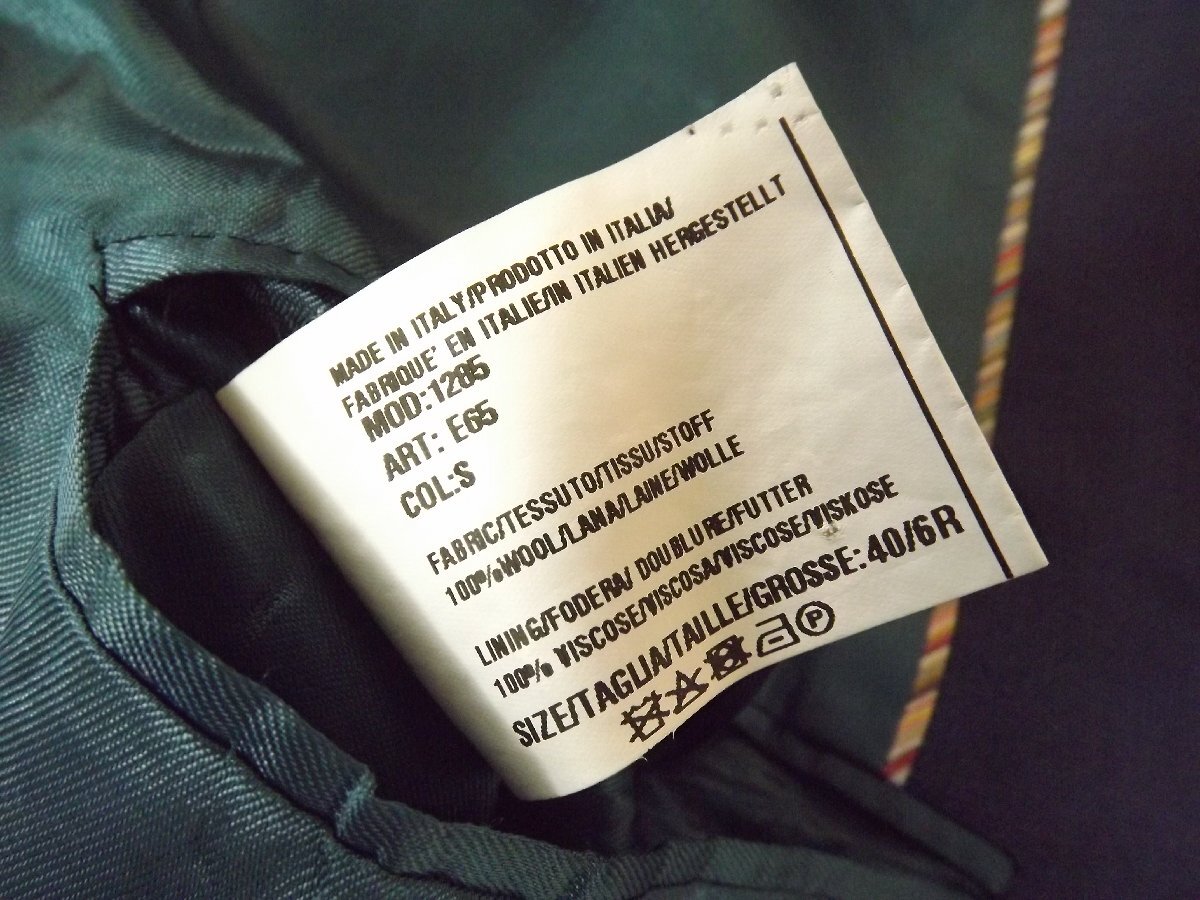 MADE IN ITALY/PRODOTTO IN ITALIA/
FABRIQUE' EN ITALIE/IN ITALIEN HERGESTELLT
MOD:1285
ART: E65
COL:S
FABRIC/TESSUTO/TISSU/STOFF
100%WOOL/LANA/LAINE/WOLLE
LINING/FODERA/ DOUBLURE/FUTTER
100% VISCOSE/VISCOSA/VISCOSE/VISKOSE
SIZE/TAGLIA/TAILLE/GROSSE:40/6R
P